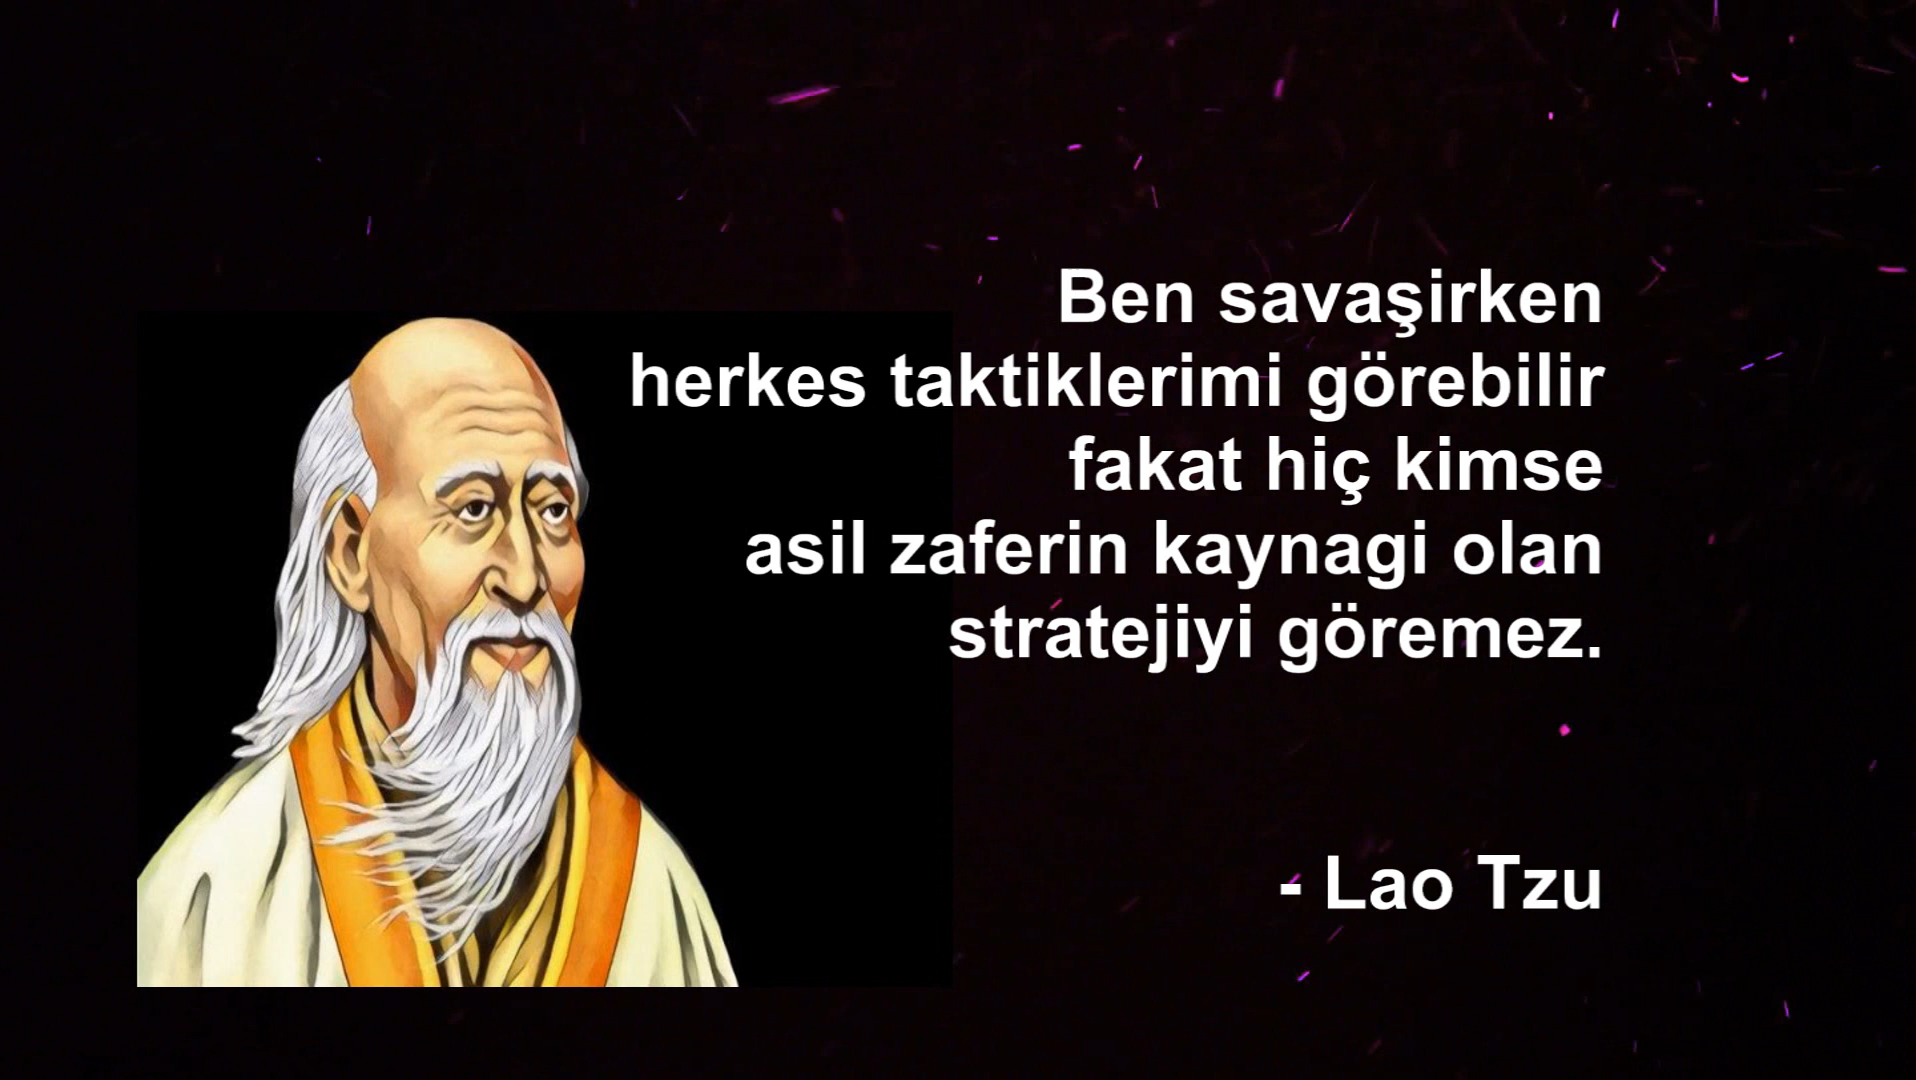 Ben savaşirken
herkes taktiklerimi görebilir
fakat hiç kimse
asil zaferin kaynagi olan
stratejiyi göremez.
- Lao Tzu